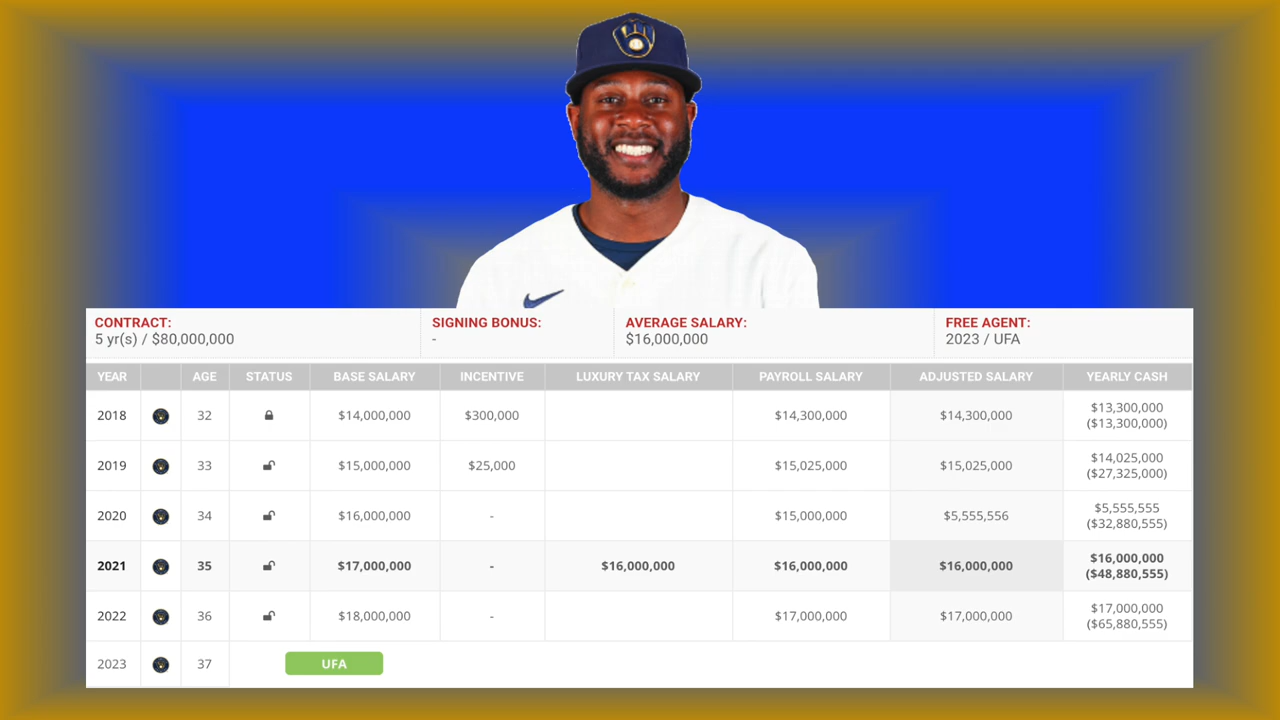 CONTRACT: SIGNING BONUS: AVERAGE SALARY: FREE AGENT:
5 yr(s) / $80,000,000 - $16,000,000 2023 / UFA
YEAR AGE STATUS BASE SALARY INCENTIVE LUXURY TAX SALARY PAYROLL SALARY ADJUSTED SALARY YEARLY CASH
2018 32 $14,000,000 $300,000 $14,300,000 $14,300,000 $13,300,000
($13,300,000)
2019 33 $15,000,000 $25,000 $15,025,000 $15,025,000 $14,025,000
($27,325,000)
2020 34 $16,000,000 - $15,000,000 $5,555,556 $5,555,555
($32,880,555)
2021 35 $17,000,000 - $16,000,000 $16,000,000 $16,000,000 $16,000,000
($48,880,555)
2022 36 $18,000,000 - $17,000,000 $17,000,000 $17,000,000
($65,880,555)
2023 37 UFA